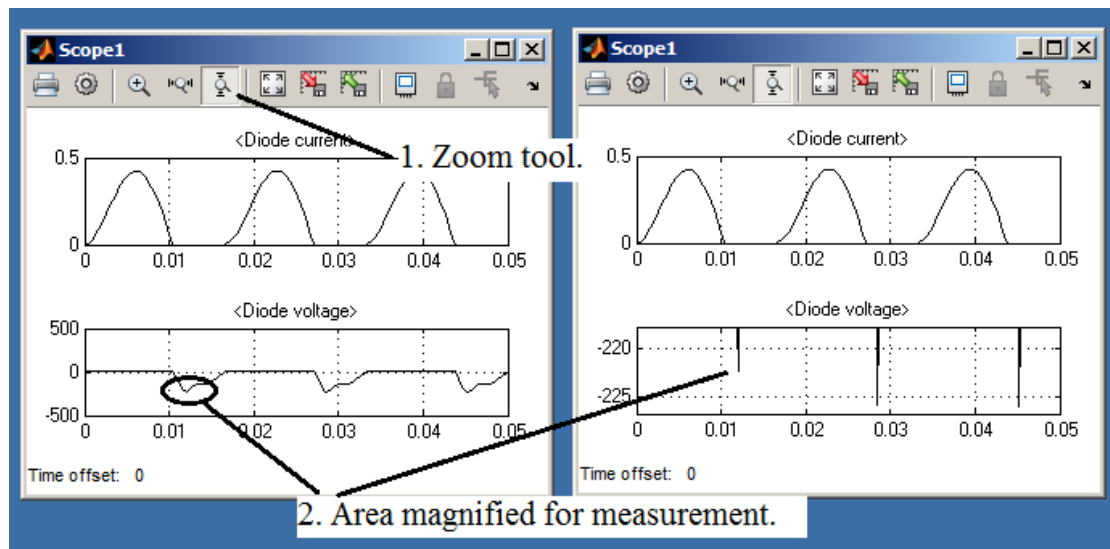 Scope1
<Diode current>
1. Zoom tool.
0.5
0
0 0.01 0.02 0.03 0.04 0.05
<Diode voltage>
500
0
-500
0 0.01 0.02 0.03 0.04 0.05
Time offset: 0
Scope1
<Diode current>
0.5
0
0 0.01 0.02 0.03 0.04 0.05
<Diode voltage>
-220
-225
0 0.01 0.02 0.03 0.04 0.05
Time offset: 0
2. Area magnified for measurement.